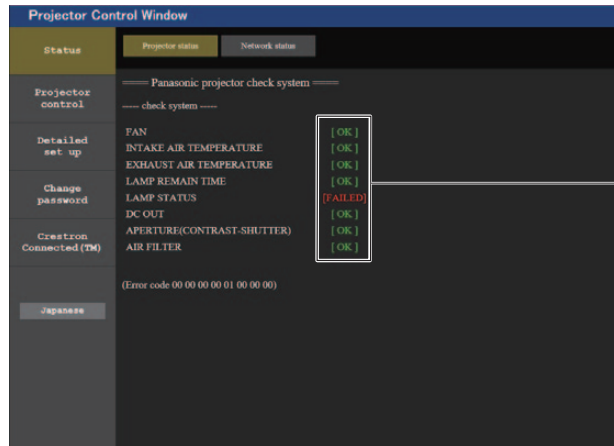 Projector Control Window
Status
Projector status
Network status
Projector
control
Detailed
set up
Change
password
Crestron
Connected(TM)
Japanese
==== Panasonic projector check system ====
----- check system -----
FAN [ OK ]
INTAKE AIR TEMPERATURE [ OK ]
EXHAUST AIR TEMPERATURE [ OK ]
LAMP REMAIN TIME [ OK ]
LAMP STATUS [FAILED]
DC OUT [ OK ]
APERTURE(CONTRAST-SHUTTER) [ OK ]
AIR FILTER [ OK ]
(Error code 00 00 00 00 01 00 00 00)